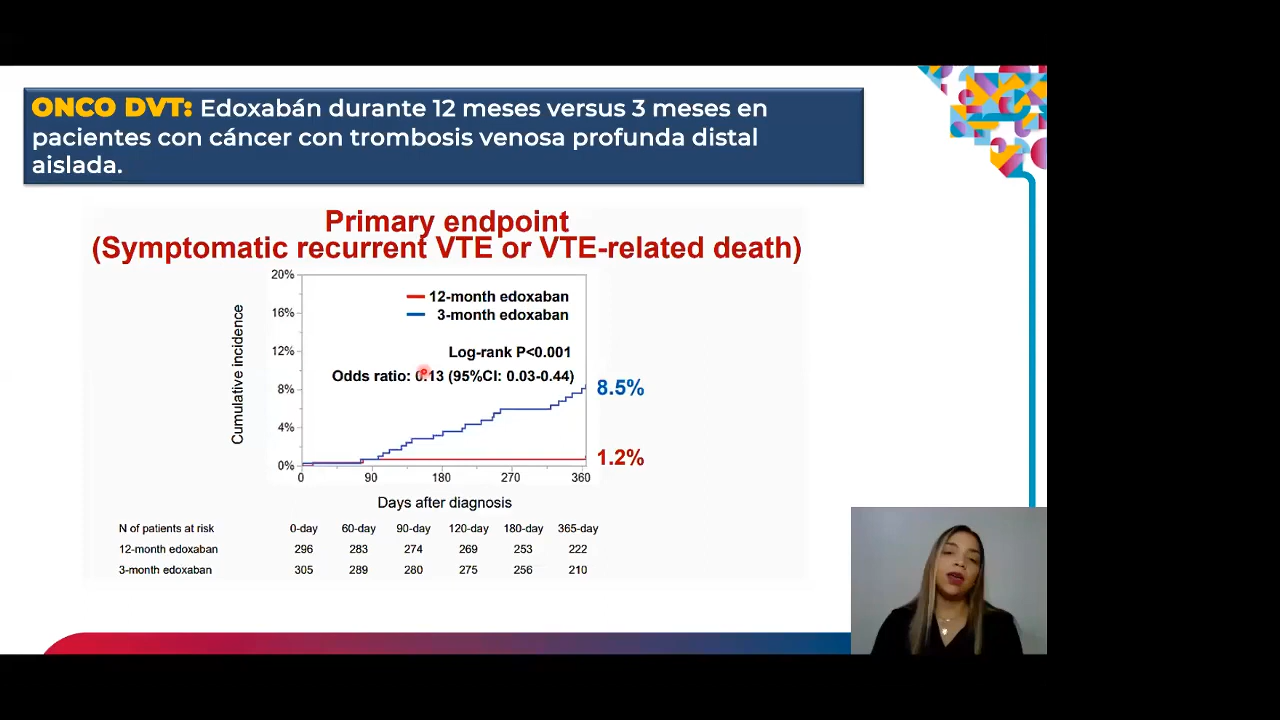 ONCO DVT: Edoxabán durante 12 meses versus 3 meses en
pacientes con cáncer con trombosis venosa profunda distal
aislada.
Primary endpoint
(Symptomatic recurrent VTE or VTE-related death)
20%
16%
12%
8%
4%
0%
Cumulative incidence
12-month edoxaban
3-month edoxaban
Log-rank P<0.001
Odds ratio: 0.13 (95%CI: 0.03-0.44)
8.5%
1.2%
0 90 180 270 360
Days after diagnosis
N of patients at risk 0-day 60-day 90-day 120-day 180-day 365-day
12-month edoxaban 296 283 274 269 253 222
3-month edoxaban 305 289 280 275 256 210